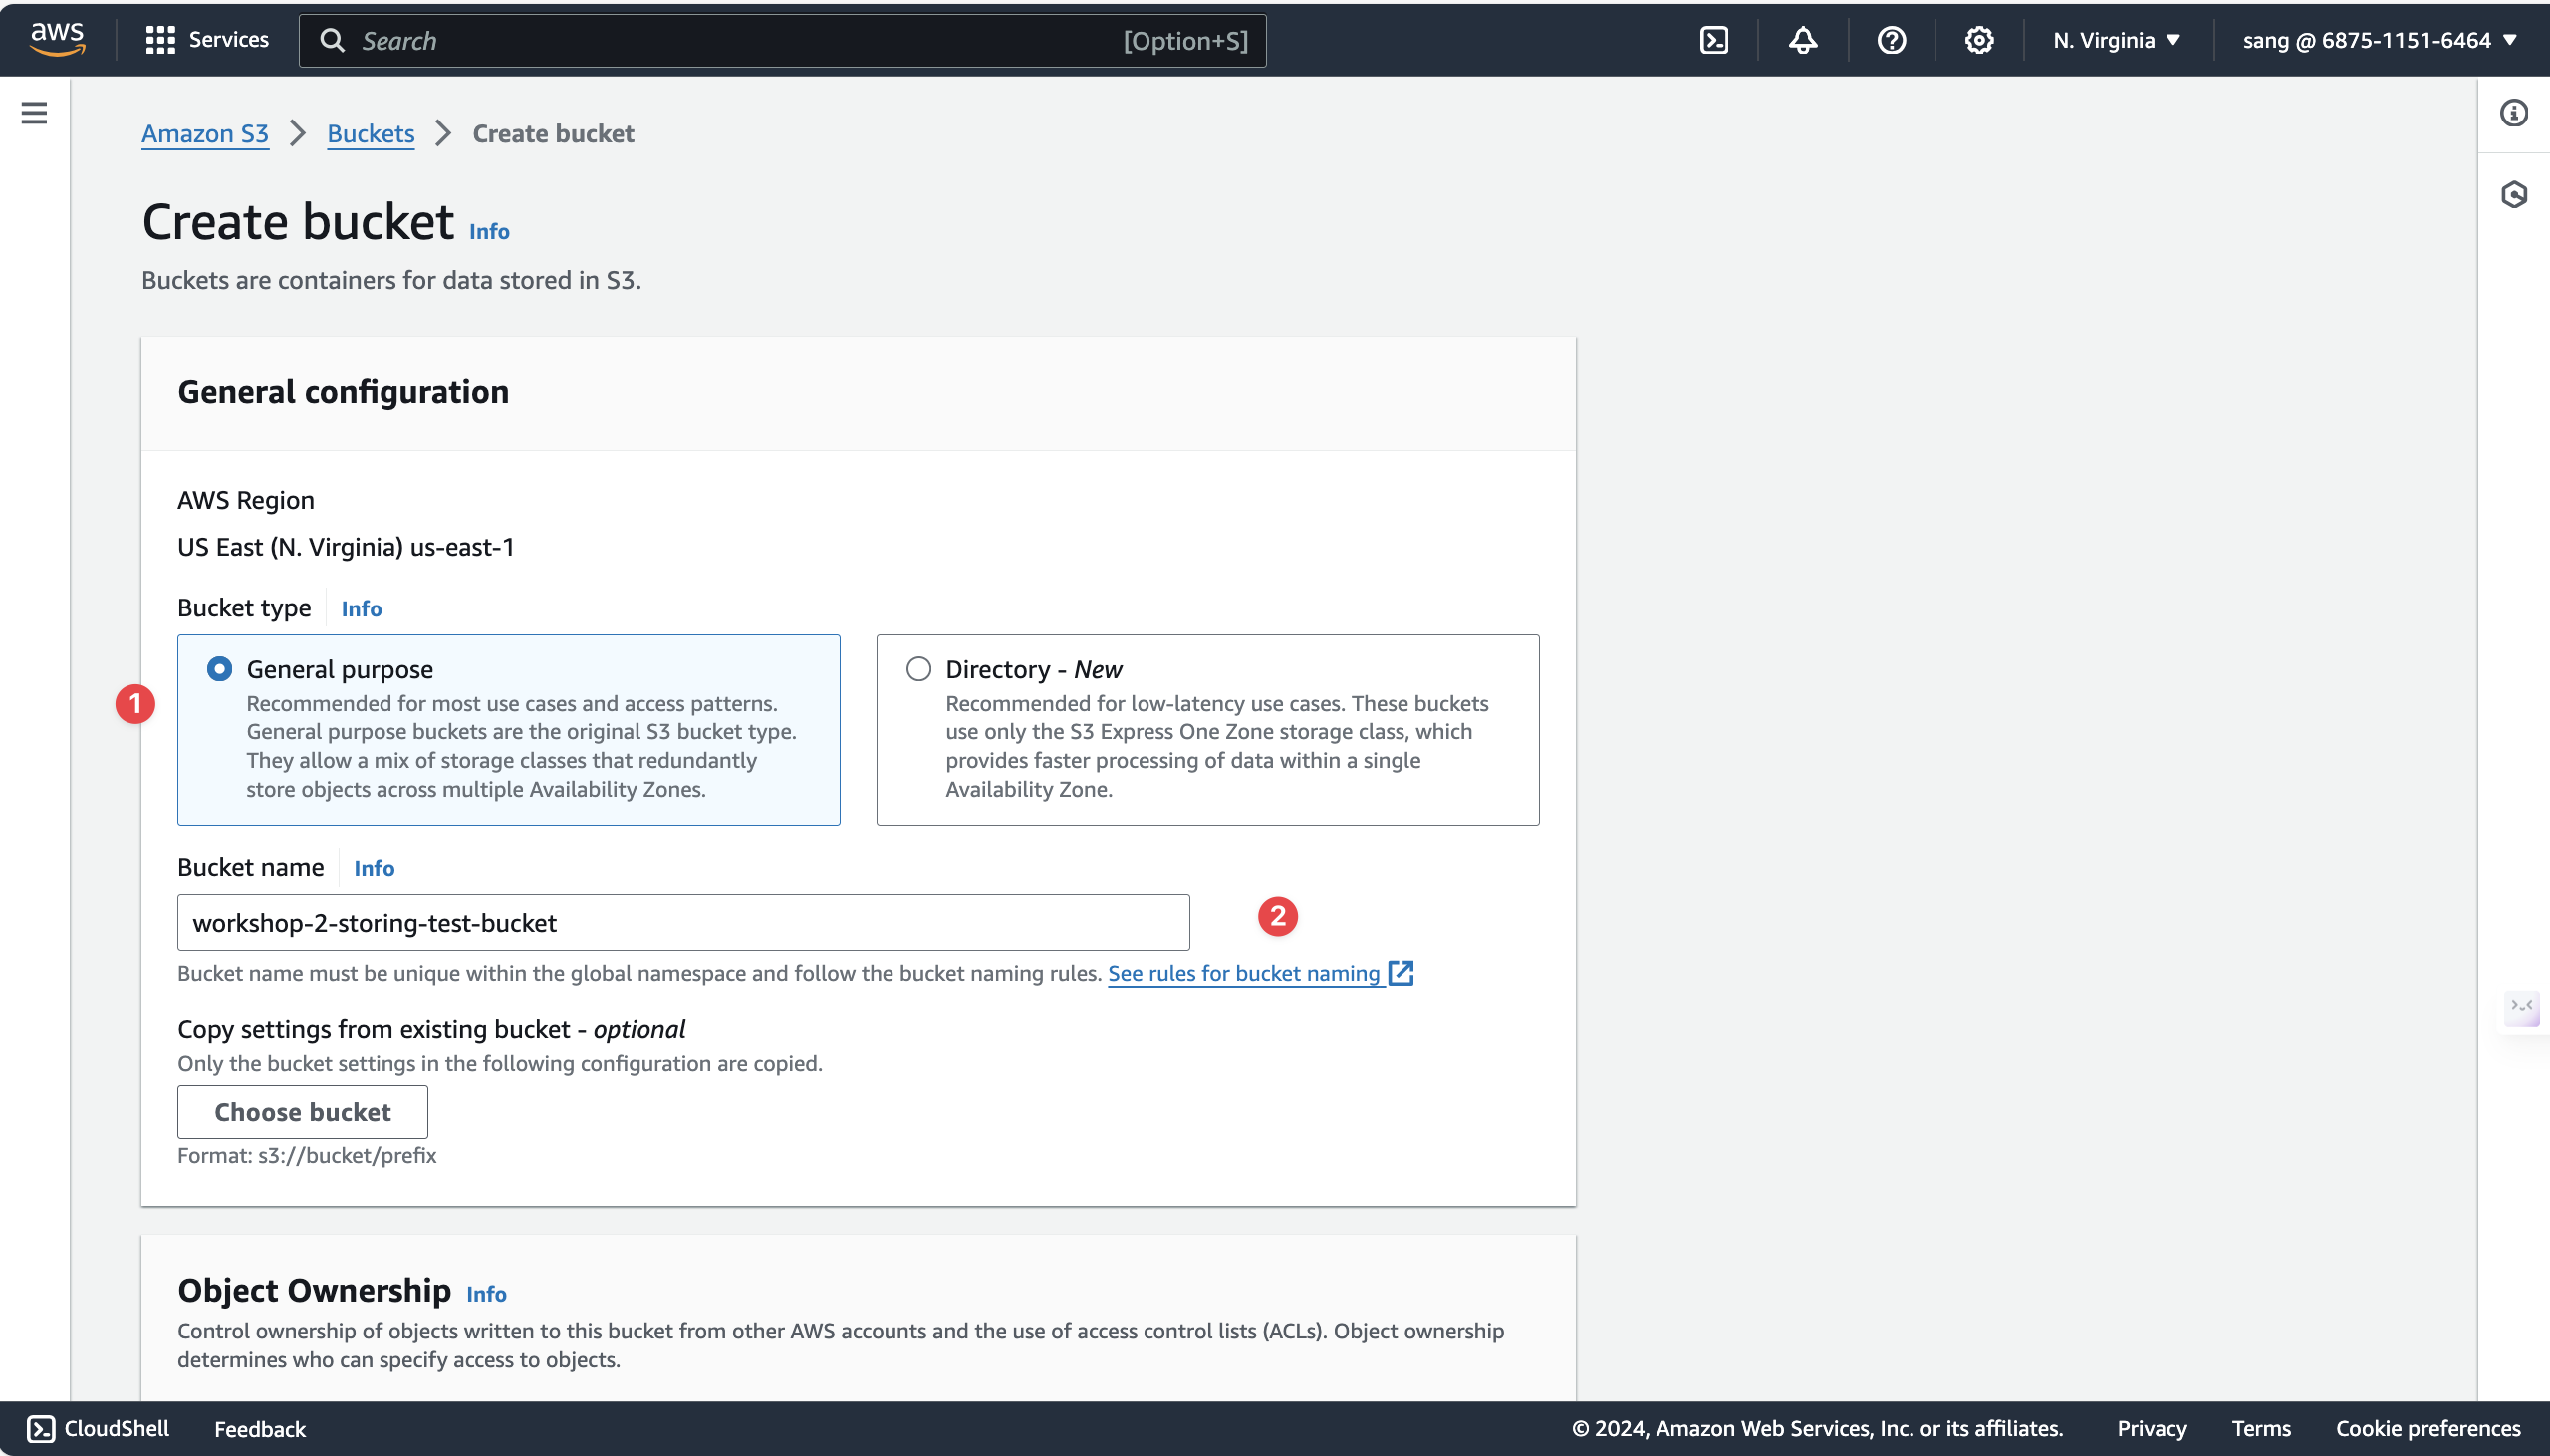 aws
Services
Search
[Option+S]
N. Virginia
sang @ 6875-1151-6464
Amazon S3
Buckets
Create bucket
Create bucket Info
Buckets are containers for data stored in S3.
General configuration
AWS Region
US East (N. Virginia) us-east-1
Bucket type
Info
1
General purpose
Recommended for most use cases and access patterns.
General purpose buckets are the original S3 bucket type.
They allow a mix of storage classes that redundantly
store objects across multiple Availability Zones.
Directory - New
Recommended for low-latency use cases. These buckets
use only the S3 Express One Zone storage class, which
provides faster processing of data within a single
Availability Zone.
Bucket name
Info
workshop-2-storing-test-bucket
2
Bucket name must be unique within the global namespace and follow the bucket naming rules. See rules for bucket naming
Copy settings from existing bucket - optional
Only the bucket settings in the following configuration are copied.
Choose bucket
Format: s3://bucket/prefix
Object Ownership Info
Control ownership of objects written to this bucket from other AWS accounts and the use of access control lists (ACLs). Object ownership
determines who can specify access to objects.
CloudShell
Feedback
© 2024, Amazon Web Services, Inc. or its affiliates.
Privacy
Terms
Cookie preferences